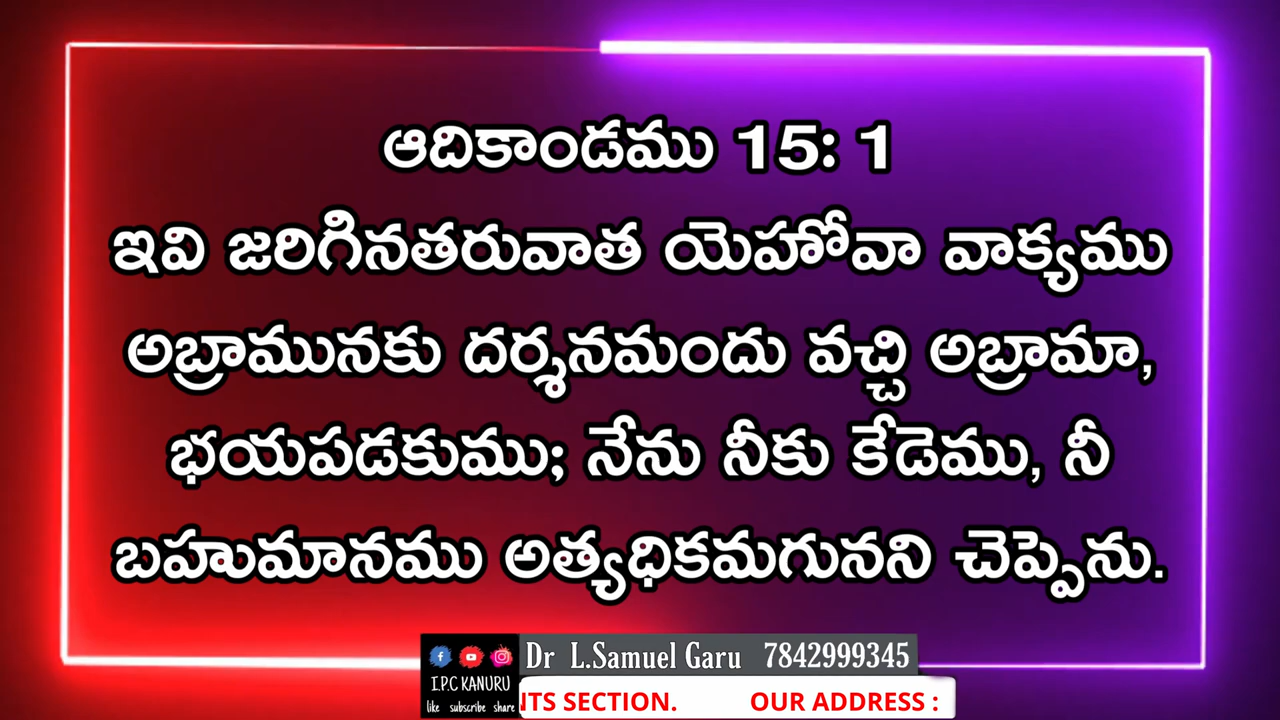 ఆదికాండము 15: 1
ఇవి జరిగినతరువాత యెహోవా వాక్యము
అబ్రామునకు దర్శనమందు వచ్చి అబ్రామా,
భయపడకుము; నేను నీకు కేడెము, నీ
బహుమానము అత్యధికమగునని చెప్పెను.
Dr L.Samuel Garu 7842999345
I.P.C KANURU
like subscribe share
NTS SECTION. OUR ADDRESS :